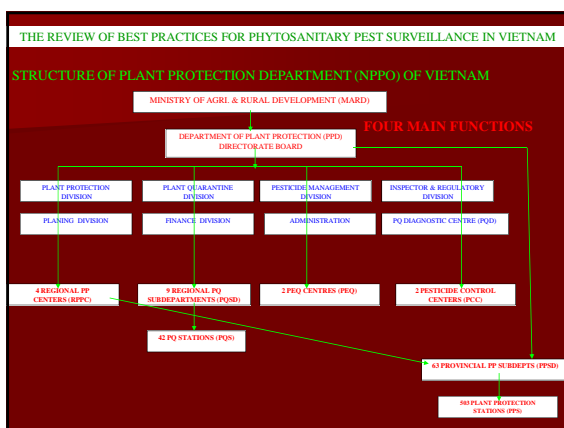 THE REVIEW OF BEST PRACTICES FOR PHYTOSANITARY PEST SURVEILLANCE IN VIETNAM
STRUCTURE OF PLANT PROTECTION DEPARTMENT (NPPO) OF VIETNAM
MINISTRY OF AGRI, & RURAL DEVELOPMENT (MARD)
FOUR MAIN FUNCTIONS
DEPARTMENT OF PLANT PROTECTION (PPD)
DIRECTORATE BOARD
PLANT PROTECTION
DIVISION
PLANT QUARANTINE
DIVISION
PESTICIDE MANAGEMENT
DIVISION
INSPECTOR & REGULATORY
DIVISION
PLANING DIVISION
FINANCE DIVISION
ADMINISTRATION
PQ DIAGNOSTIC CENTRE (PQD)
4 REGIONAL PP
CENTERS (RPPC)
9 REGIONAL PQ
SUBDEPARTMENTS (PQSD)
2 PEQ CENTRES (PEQ)
2 PESTICIDE CONTROL
CENTERS (PCC)
42 PQ STATIONS (PQS)
63 PROVINCIAL PP SUBDEPTS (PPSD)
503 PLANT PROTECTION
STATIONS (PPS)